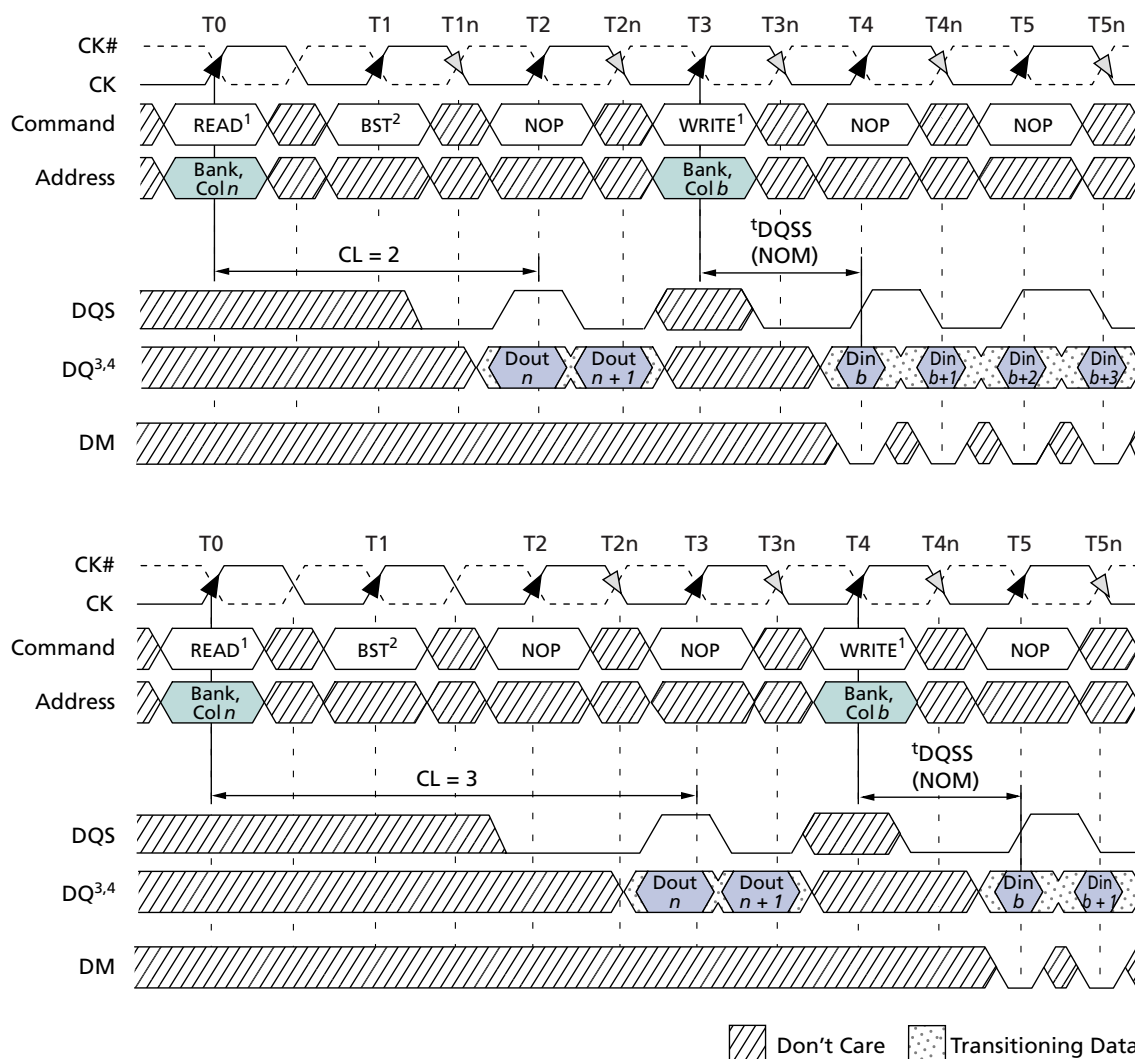 T0 T1 T1n T2 T2n T3 T3n T4 T4n T5 T5n
CK#
CK
Command READ1 BST2 NOP WRITE1 NOP NOP
Address Bank, Col n Bank, Col b
tDQSS (NOM)
CL = 2
DQS
DQ3,4 Dout n Dout n + 1 Din b Din b+1 Din b+2 Din b+3
DM
T0 T1 T2 T2n T3 T3n T4 T4n T5 T5n
CK#
CK
Command READ1 BST2 NOP NOP WRITE1 NOP
Address Bank, Col n Bank, Col b
tDQSS (NOM)
CL = 3
DQS
DQ3,4 Dout n Dout n + 1 Din b Din b + 1
DM
Don't Care Transitioning Data